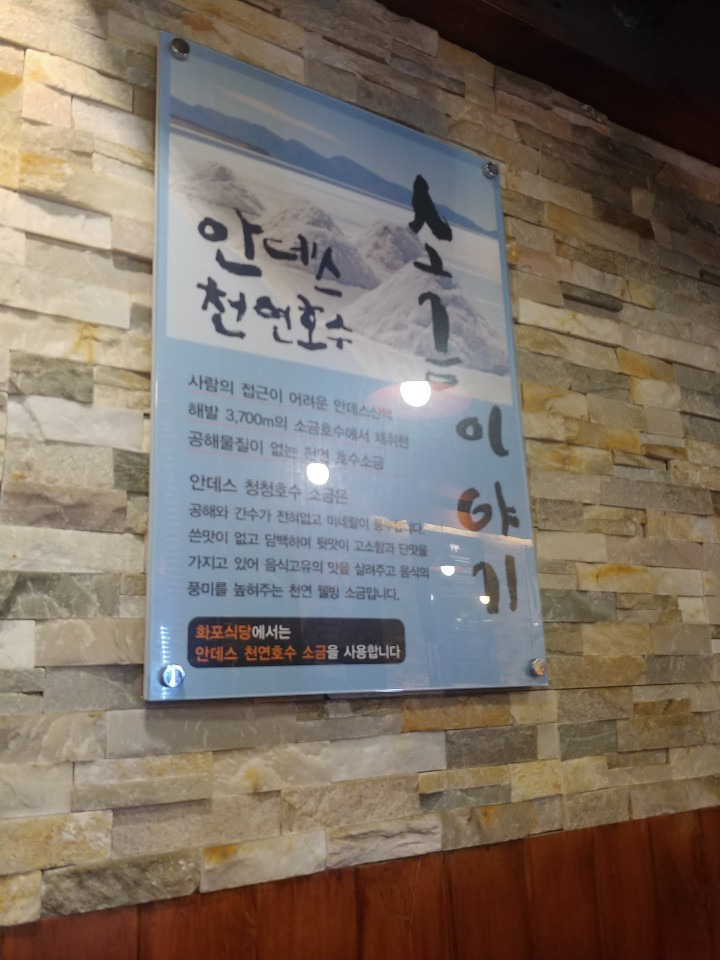 안데스
천연호수
소금이야기
사람의 접근이 어려운 안데스산맥
해발 3,700m의 소금호수에서 채취한
공해물질이 없는 천연 호수소금
안데스 청정호수 소금은
공해와 간수가 전혀없고 미네랄이 풍부합니다.
쓴맛이 없고 담백하며 뒷맛이 고소함과 단맛을
가지고 있어 음식고유의 맛을 살려주고 음식의
풍미를 높혀주는 천연 웰빙 소금입니다.
화포식당에서는
안데스 천연호수 소금을 사용합니다